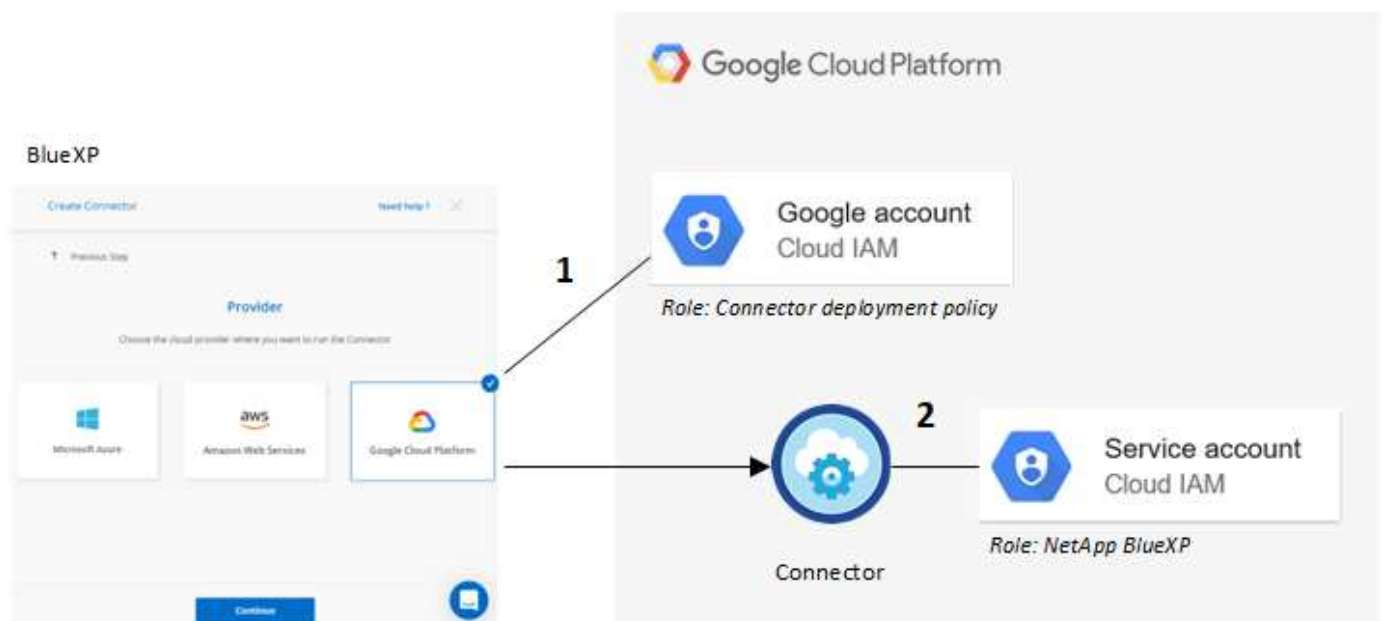 Google Cloud Platform
BlueXP
Create Connector
Need help?
Previous Step
Provider
Choose the cloud provider where you want to run the Connector
Microsoft Azure
aws
Amazon Web Services
Google Cloud Platform
Continue
1
Google account
Cloud IAM
Role: Connector deployment policy
2
Connector
Service account
Cloud IAM
Role: NetApp BlueXP